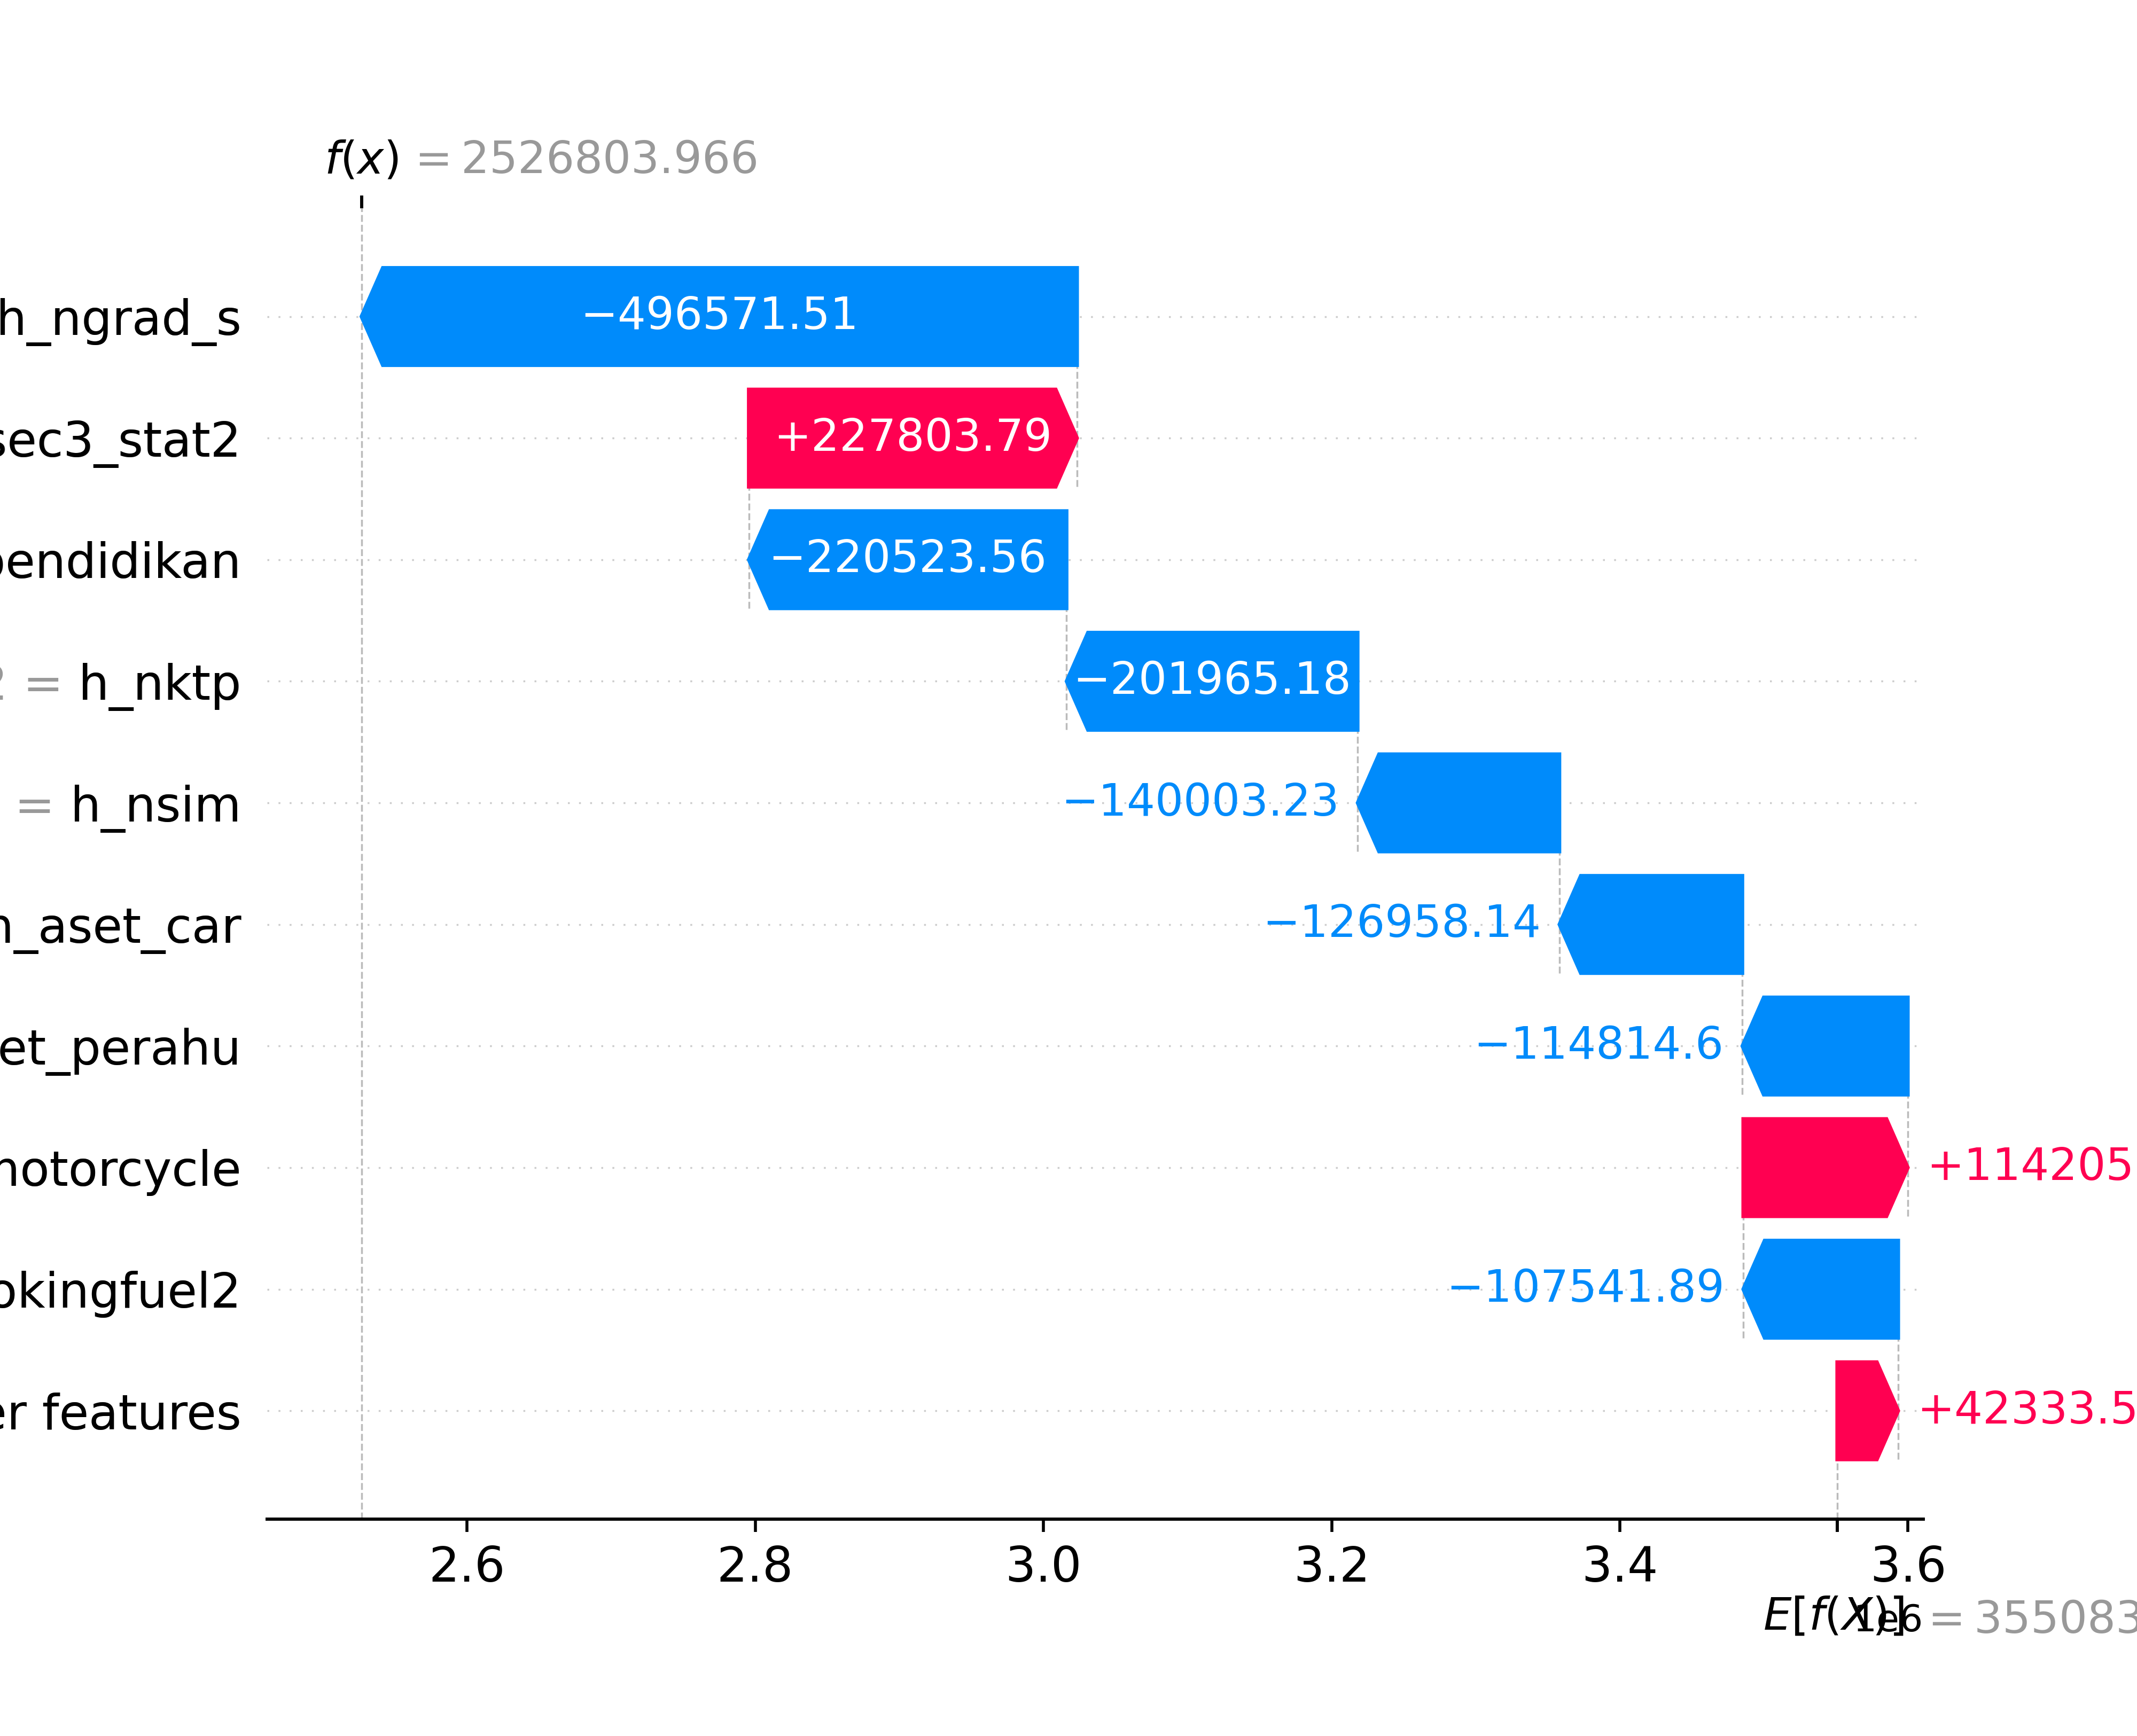 f(x) = 2526803.966
h_ngrad_s −496571.51
sec3_stat2 +227803.79
pendidikan −220523.56
= h_nktp −201965.18
= h_nsim −140003.23
h_aset_car −126958.14
et_perahu −114814.6
motorcycle +114205
okingfuel2 −107541.89
er features +42333.5
2.6 2.8 3.0 3.2 3.4 3.6
E[f(X)] = 355083
1e6